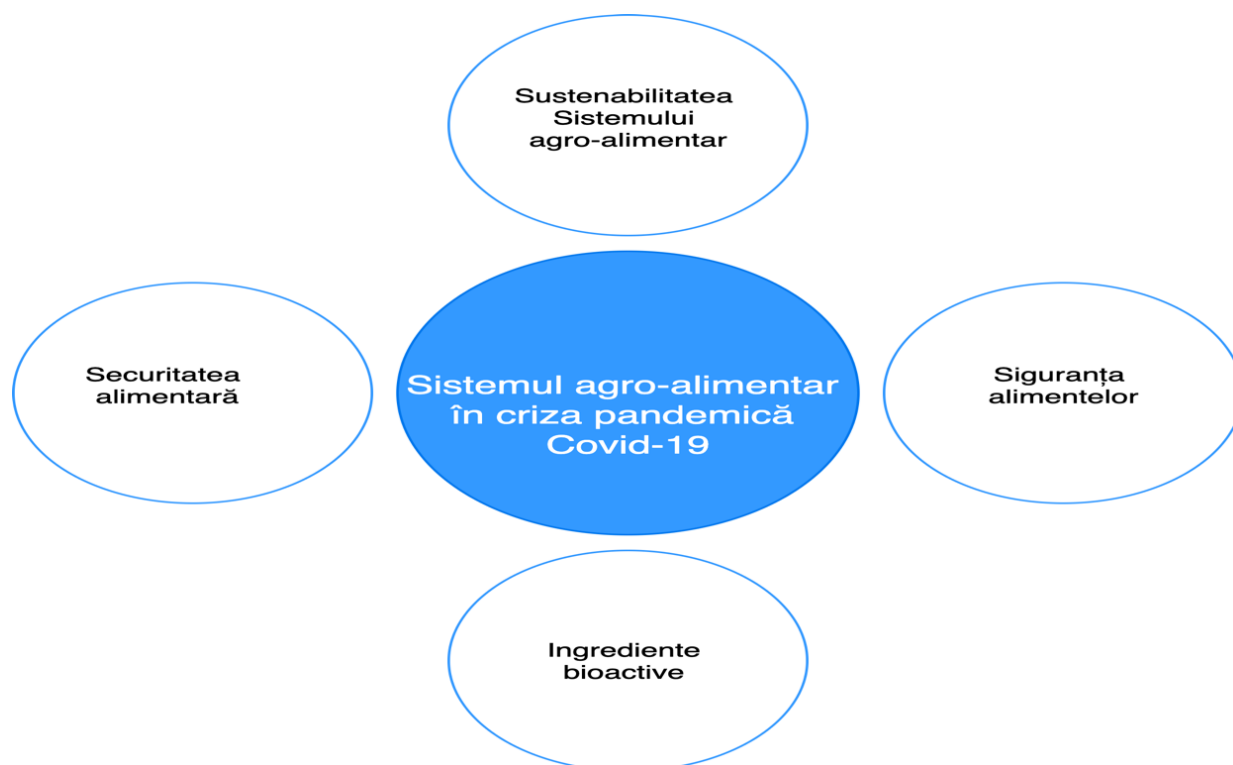 Sustenabilitatea
Sistemului
agro-alimentar
Securitatea
alimentară
Sistemul agro-alimentar
în criza pandemică
Covid-19
Siguranța
alimentelor
Ingrediente
bioactive